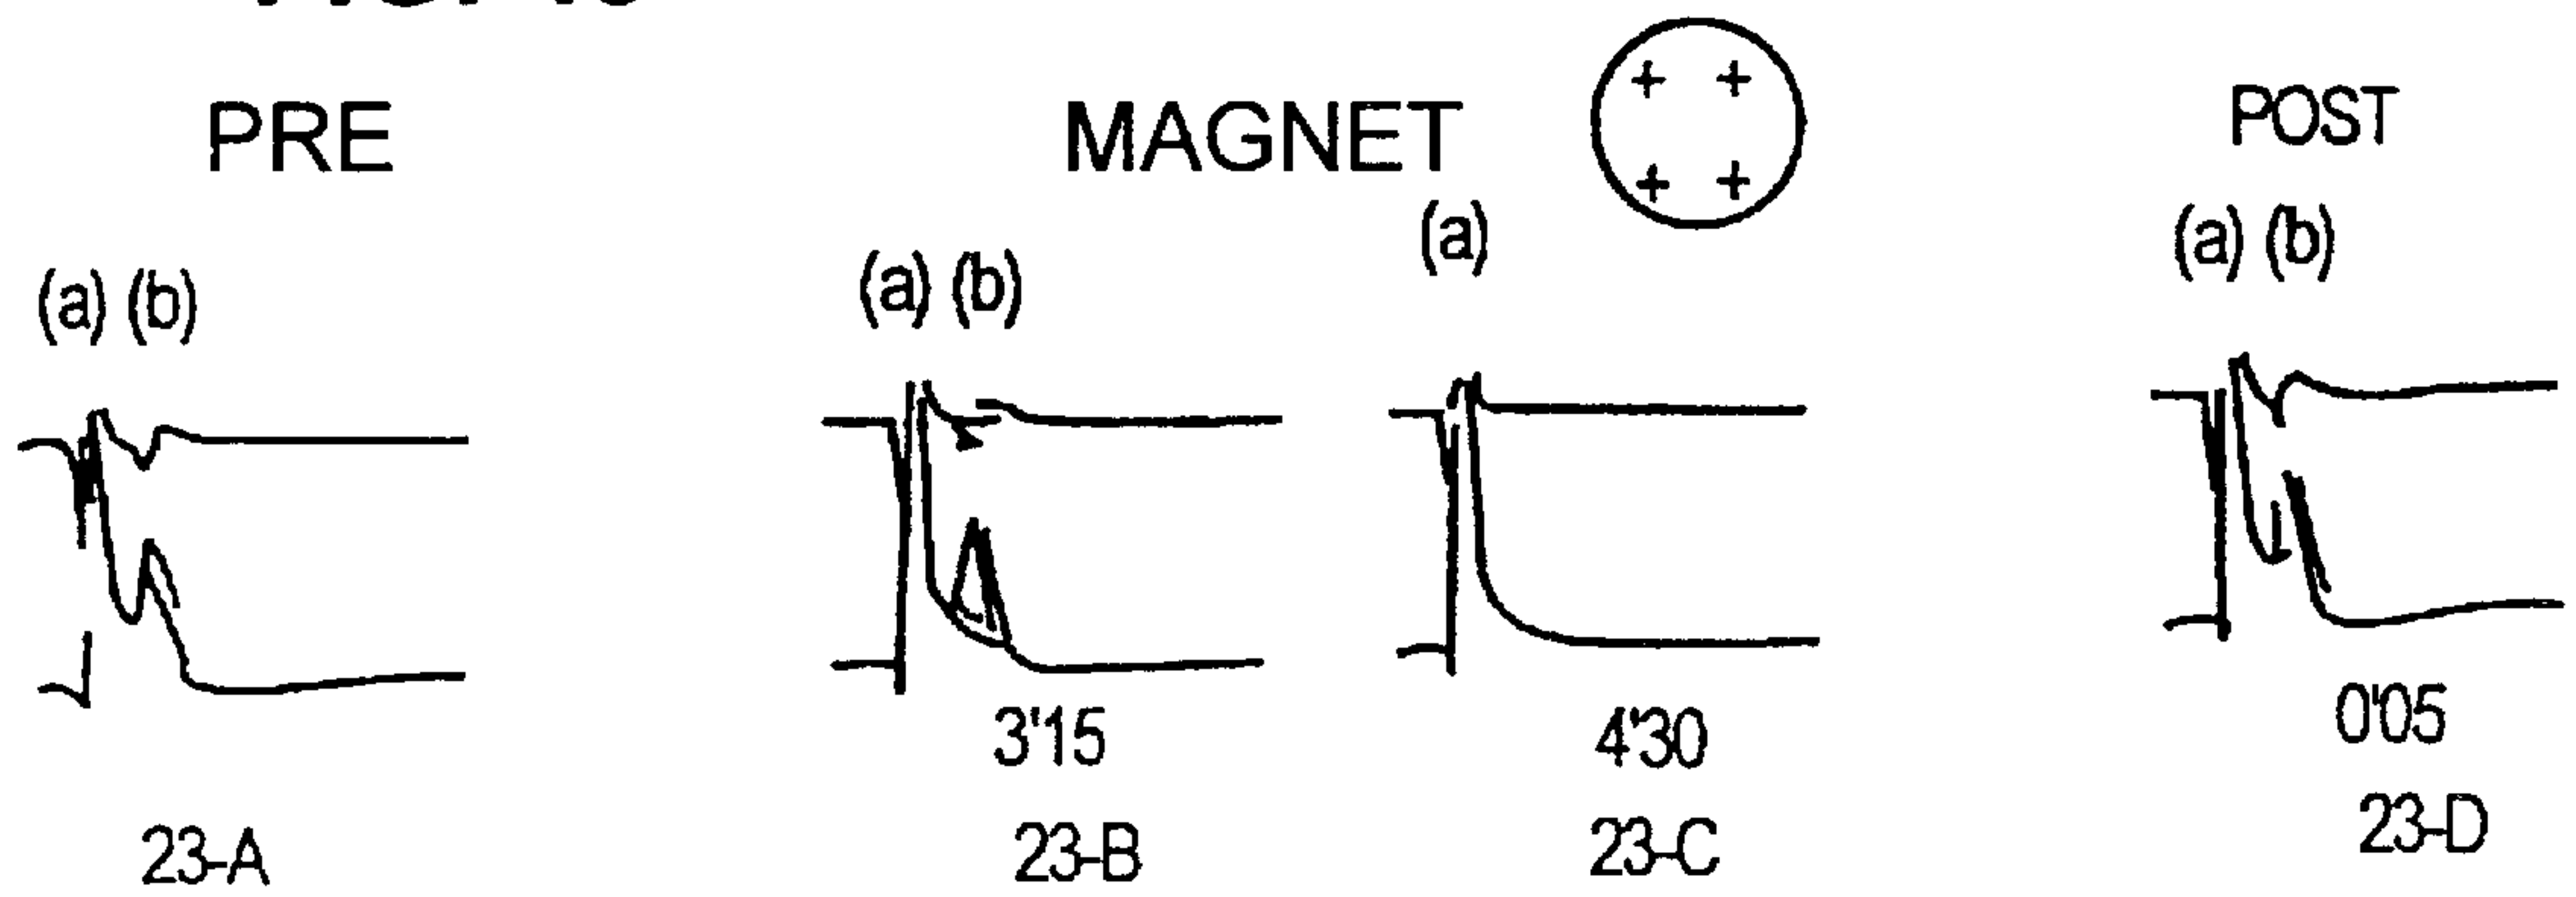 PRE MAGNET + + POST
+ +
(a) (b) (a) (b) (a) (a) (b)
3'15 4'30 0'05
23-A 23-B 23-C 23-D